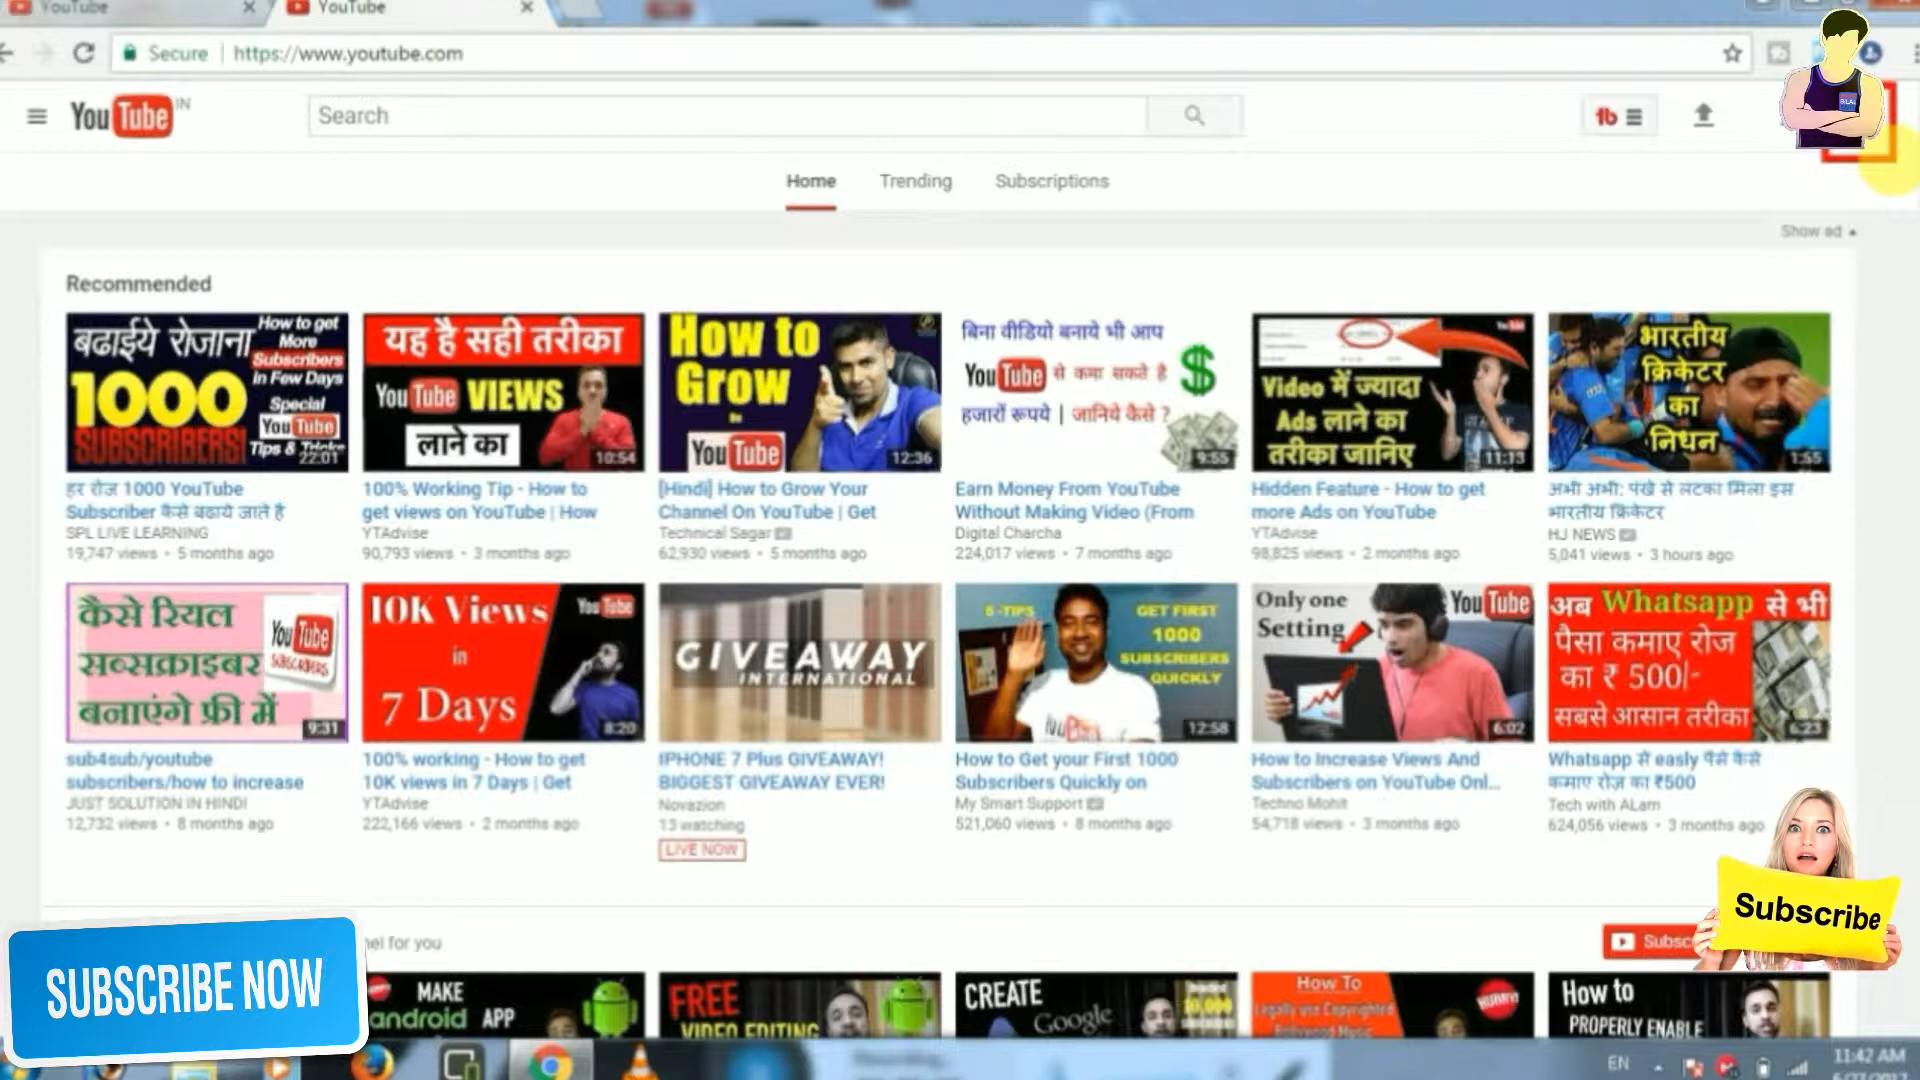 YouTube
YouTube
Secure https://www.youtube.com
YouTube IN
Search
Home Trending Subscriptions
Show ad
Recommended
बढाईये रोजाना
1000
SUBSCRIBERS!
How to get
More
Subscribers
in Few Days
Special
YouTube
Tips & Tricks
22:01
यह है सही तरीका
YouTube VIEWS
लाने का
10:54
How to
Grow
YouTube
12:36
बिना वीडियो बनाये भी आप
YouTube से कमा सकते है
हजारों रूपये | जानिये कैसे ?
9:55
Video में ज्यादा
Ads लाने का
तरीका जानिए
11:13
भारतीय
क्रिकेटर
का
निधन
1:55
हर रोज़ 1000 YouTube
Subscriber कैसे बढाये जाते है
SPL LIVE LEARNING
19,747 views • 5 months ago
100% Working Tip - How to
get views on YouTube | How
YTAdvise
90,793 views • 3 months ago
[Hindi] How to Grow Your
Channel On YouTube | Get
Technical Sagar
62,930 views • 5 months ago
Earn Money From YouTube
Without Making Video (From
Digital Charcha
224,017 views • 7 months ago
Hidden Feature - How to get
more Ads on YouTube
YTAdvise
98,825 views • 2 months ago
अभी अभी: पंखे से लटका मिला इस
भारतीय क्रिकेटर
HJ NEWS
5,041 views • 3 hours ago
कैसे रियल
सब्सक्राइबर
बनाएंगे फ्री में
YouTube
SUBSCRIBERS
9:31
10K Views
in
7 Days
YouTube
8:20
GIVEAWAY
INTERNATIONAL
5 -TIPS
GET FIRST
1000
SUBSCRIBERS
QUICKLY
12:58
Only one
Setting
YouTube
6:02
अब Whatsapp से भी
पैसा कमाए रोज
का ₹ 500/-
सबसे आसान तरीका
6:23
sub4sub/youtube
subscribers/how to increase
JUST SOLUTION IN HINDI
12,732 views • 8 months ago
100% working - How to get
10K views in 7 Days | Get
YTAdvise
222,166 views • 2 months ago
IPHONE 7 Plus GIVEAWAY!
BIGGEST GIVEAWAY EVER!
Novazion
13 watching
LIVE NOW
How to Get your First 1000
Subscribers Quickly on
My Smart Support
521,060 views • 8 months ago
How to Increase Views And
Subscribers on YouTube Onl...
Techno Mohit
54,718 views • 3 months ago
Whatsapp से easly पैसे कैसे
कमाए रोज़ का ₹500
Tech with ALam
624,056 views • 3 months ago
Subscribe
SUBSCRIBE NOW
nel for you
MAKE
android APP
FREE
VIDEO EDITING
CREATE
Google
How To
Legally use Copyrighted
HURRY!
How to
PROPERLY ENABLE
EN
11:42 AM